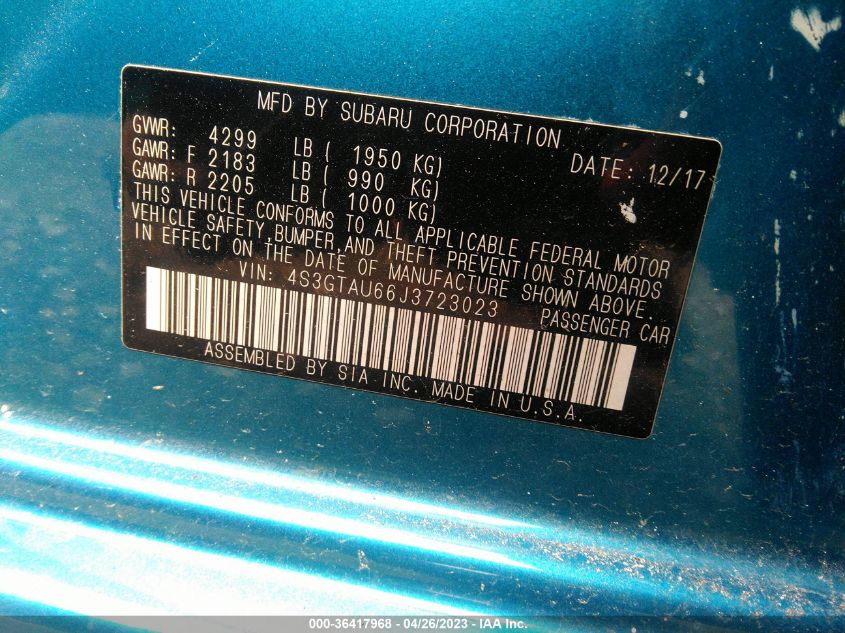 MFD BY SUBARU CORPORATION
GVWR: 4299 LB ( 1950 KG) DATE: 12/17
GAWR: F 2183 LB ( 990 KG)
GAWR: R 2205 LB ( 1000 KG)
THIS VEHICLE CONFORMS TO ALL APPLICABLE FEDERAL MOTOR
VEHICLE SAFETY,BUMPER,AND THEFT PREVENTION STANDARDS
IN EFFECT ON THE DATE OF MANUFACTURE SHOWN ABOVE.
VIN: 4S3GTAU66J3723023 PASSENGER CAR
ASSEMBLED BY SIA INC. MADE IN U.S.A.
000-36417968 - 04/26/2023 - IAA Inc.